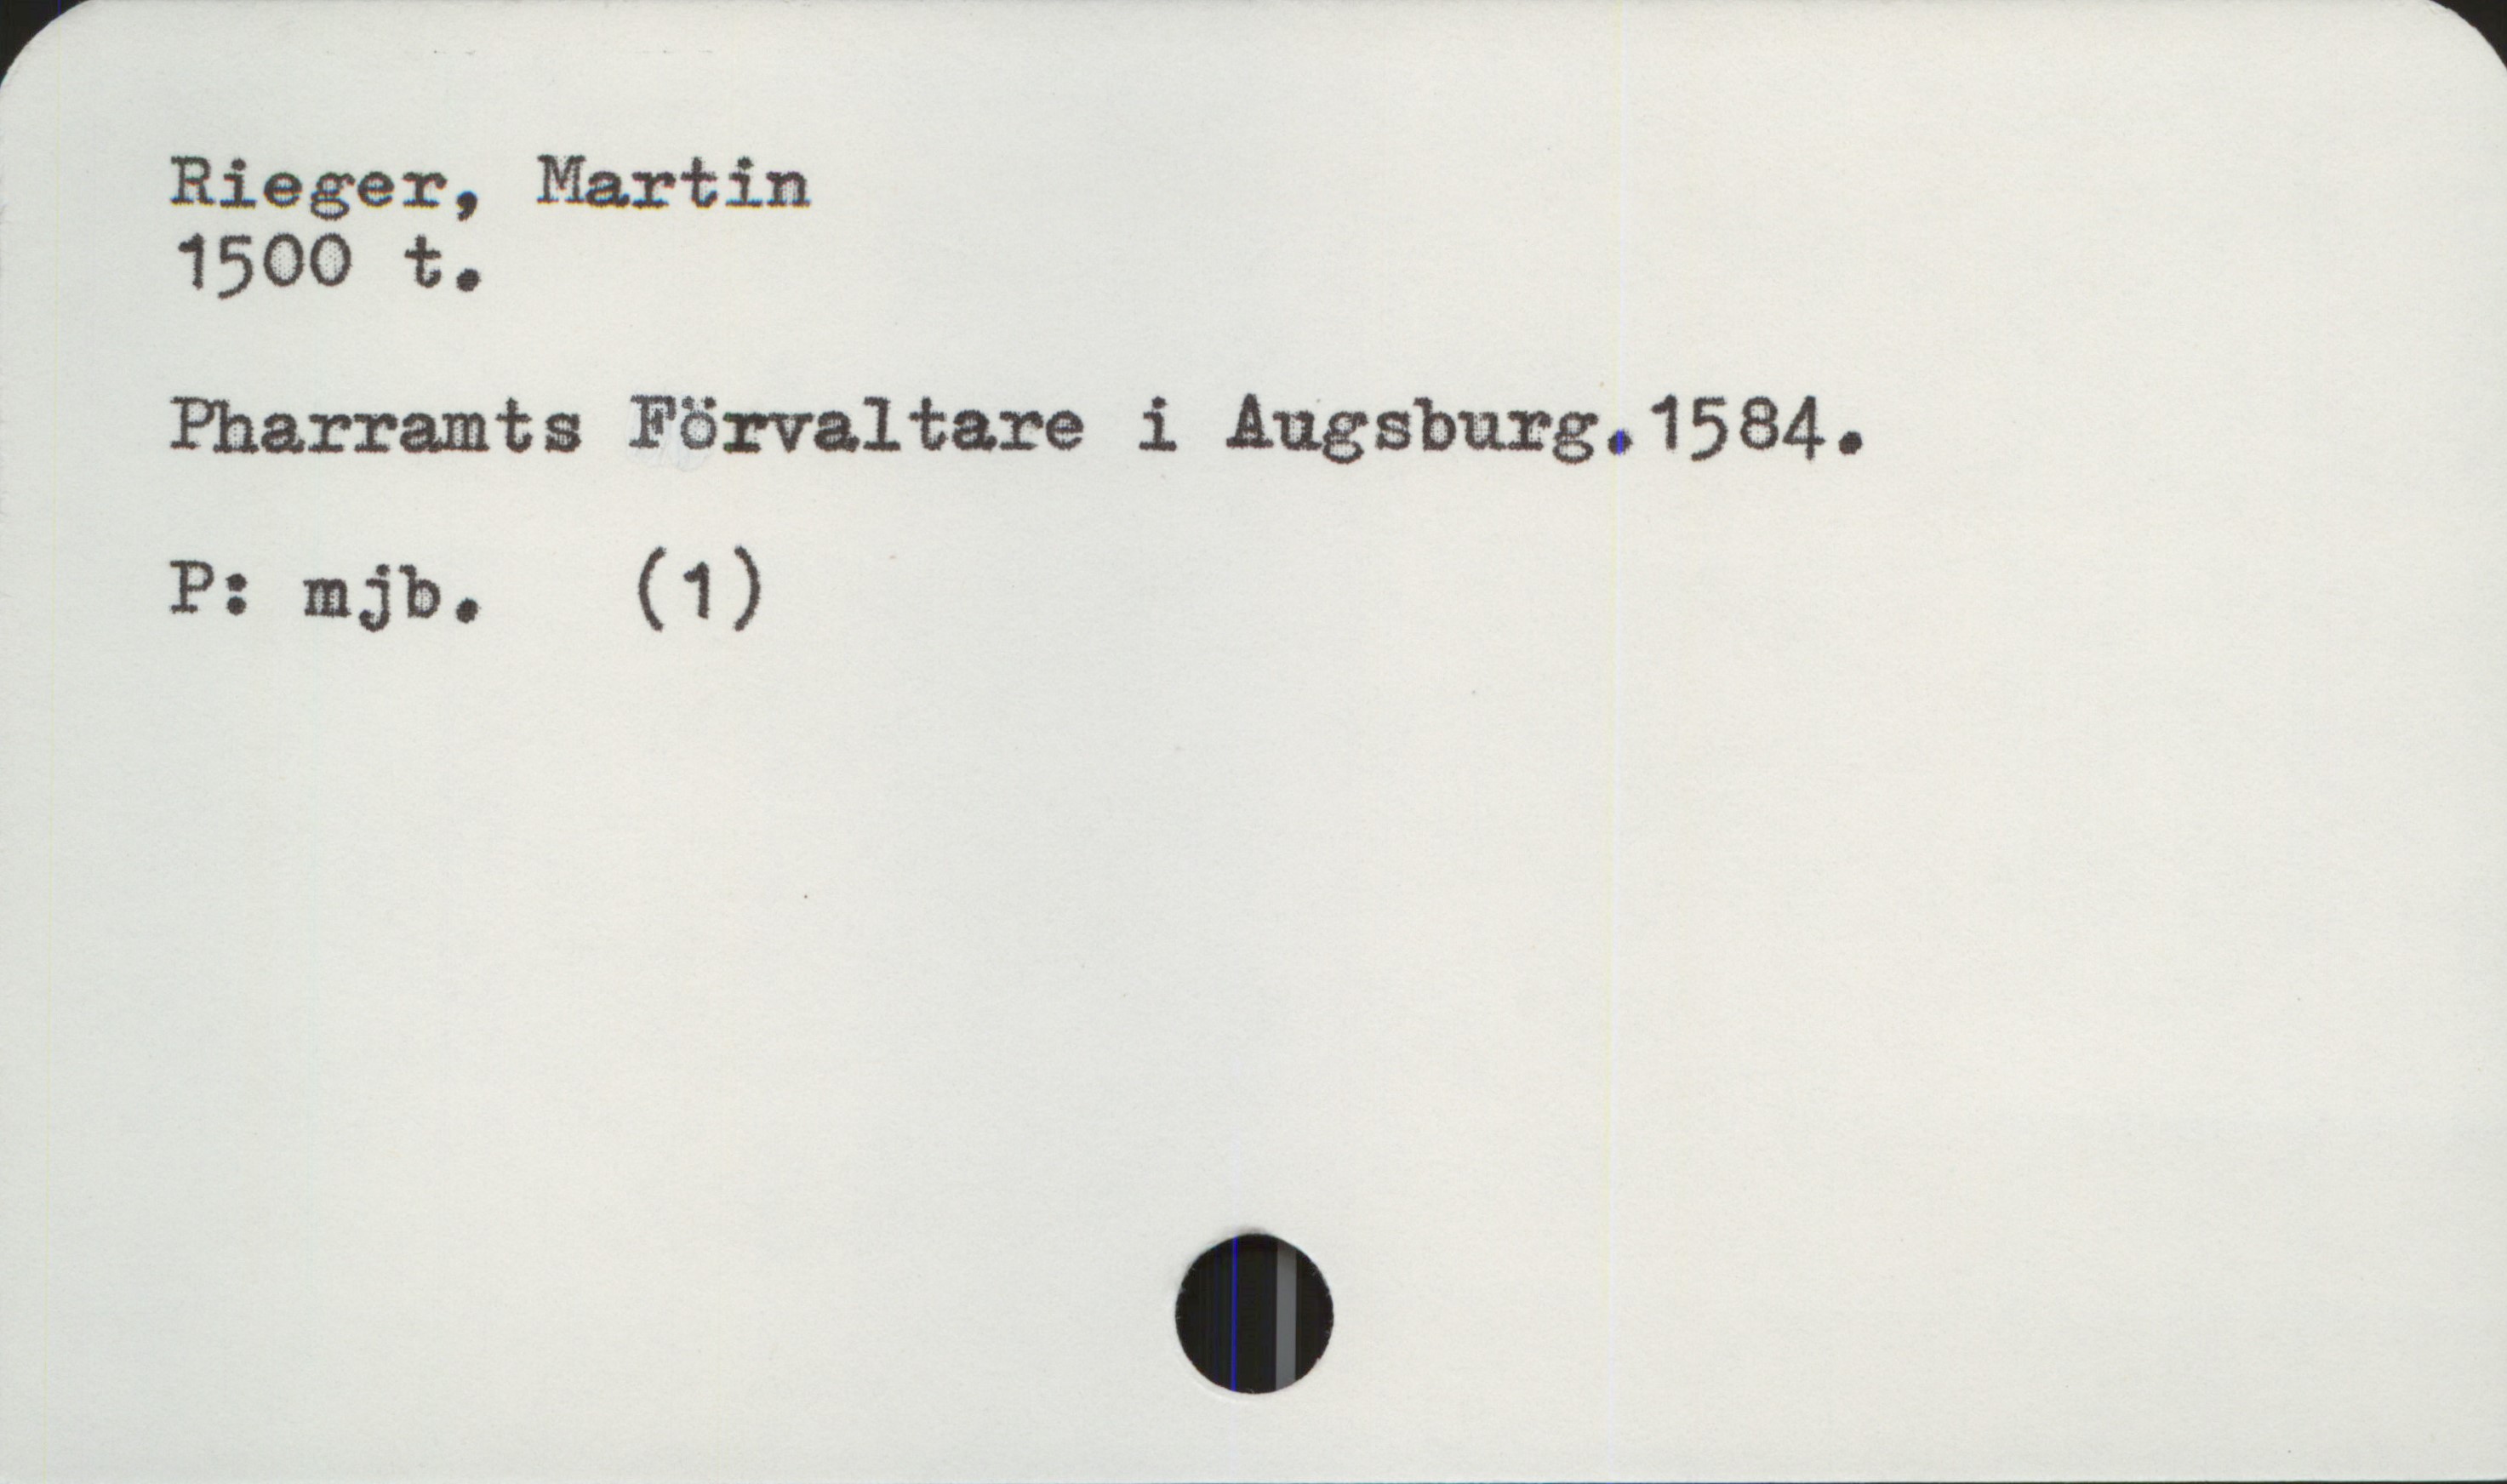 Rieger, Martin
1500 t.
Pharramts Förvaltare i Augsburg.1584.
P: mjb. (1)